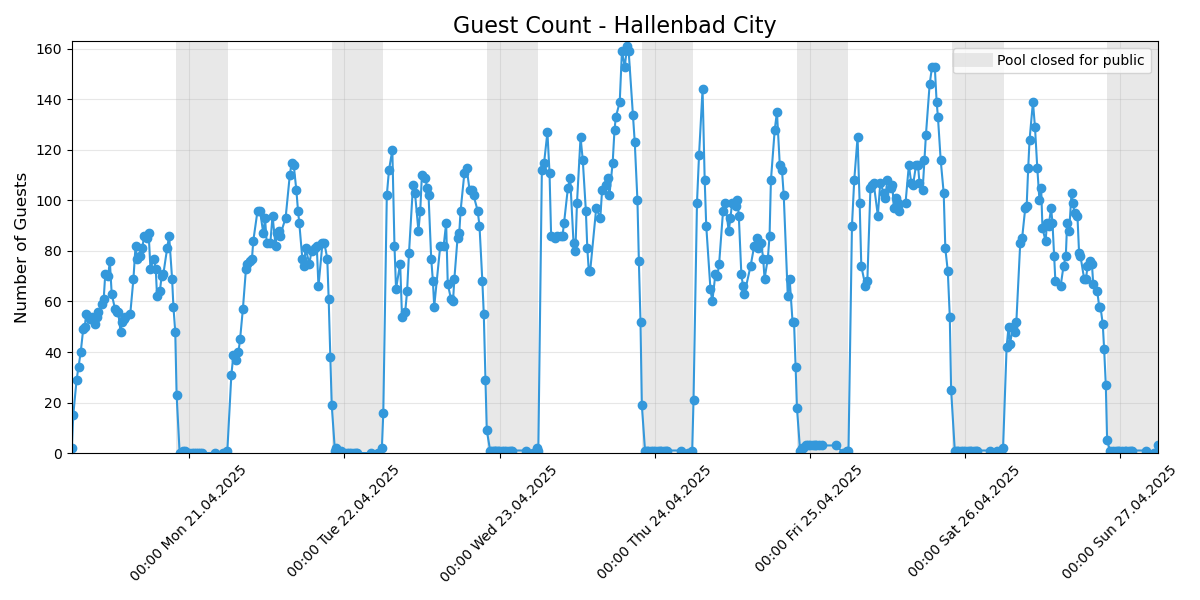 Guest Count - Hallenbad City
Pool closed for public
Number of Guests
160
140
120
100
80
60
40
20
0
00:00 Mon 21.04.2025
00:00 Tue 22.04.2025
00:00 Wed 23.04.2025
00:00 Thu 24.04.2025
00:00 Fri 25.04.2025
00:00 Sat 26.04.2025
00:00 Sun 27.04.2025